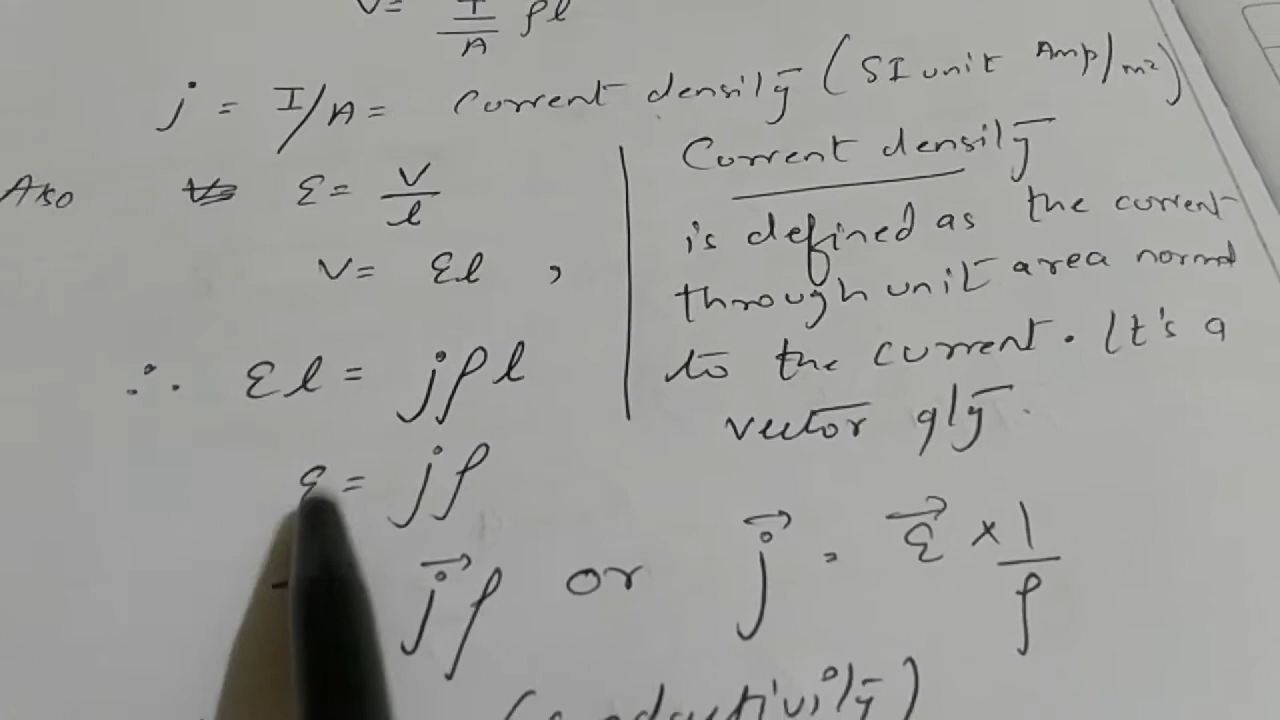 V = I/A ρl
j = I/A = Current density (SI unit Amp/m²)
Also ε = V/l
V = εl ,
∴ εl = jρl
ε = jρ
Current density
is defined as the current
through unit area normal
to the current. It's a
vector qty.
j⃗ρ or j⃗ = ε⃗ × 1/ρ
(conductivity)